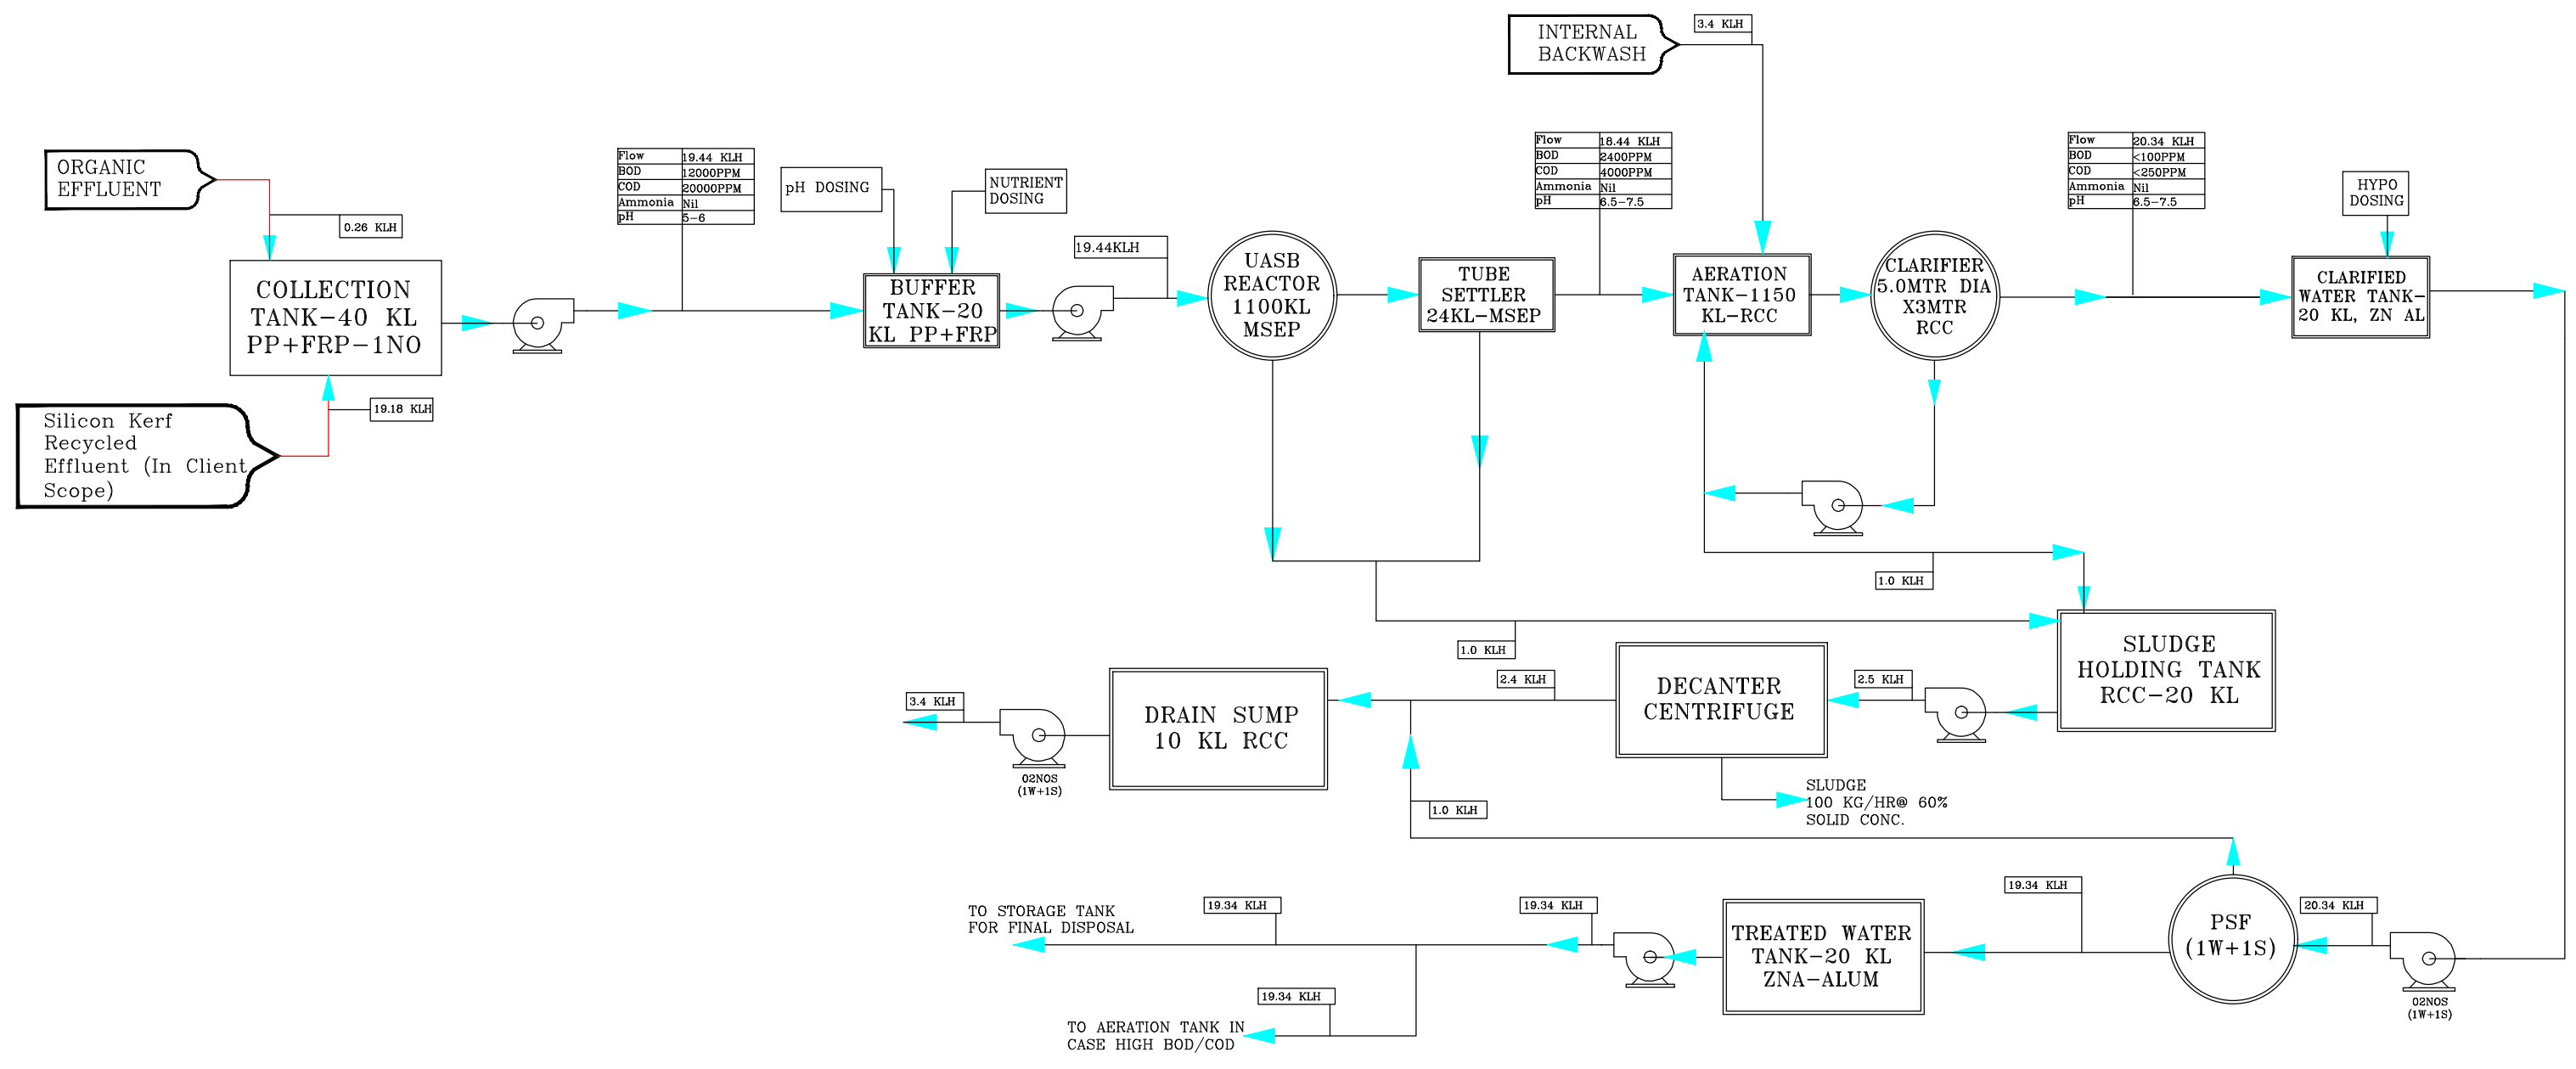 INTERNAL
BACKWASH
3.4 KLH
ORGANIC
EFFLUENT
0.26 KLH
COLLECTION
TANK-40 KL
PP+FRP-1NO
19.18 KLH
Silicon Kerf
Recycled
Effluent (In Client
Scope)
Flow 19.44 KLH
BOD 12000PPM
COD 20000PPM
Ammonia Nil
pH 5-6
pH DOSING
NUTRIENT
DOSING
BUFFER
TANK-20
KL PP+FRP
19.44KLH
UASB
REACTOR
1100KL
MSEP
TUBE
SETTLER
24KL-MSEP
Flow 18.44 KLH
BOD 2400PPM
COD 4000PPM
Ammonia Nil
pH 6.5-7.5
AERATION
TANK-1150
KL-RCC
CLARIFIER
5.0MTR DIA
X3MTR
RCC
Flow 20.34 KLH
BOD <100PPM
COD <250PPM
Ammonia Nil
pH 6.5-7.5
HYPO
DOSING
CLARIFIED
WATER TANK-
20 KL, ZN AL
1.0 KLH
1.0 KLH
SLUDGE
HOLDING TANK
RCC-20 KL
2.5 KLH
DECANTER
CENTRIFUGE
2.4 KLH
SLUDGE
100 KG/HR@ 60%
SOLID CONC.
DRAIN SUMP
10 KL RCC
3.4 KLH
02NOS
(1W+1S)
1.0 KLH
PSF
(1W+1S)
20.34 KLH
02NOS
(1W+1S)
19.34 KLH
TREATED WATER
TANK-20 KL
ZNA-ALUM
19.34 KLH
19.34 KLH
TO STORAGE TANK
FOR FINAL DISPOSAL
19.34 KLH
TO AERATION TANK IN
CASE HIGH BOD/COD